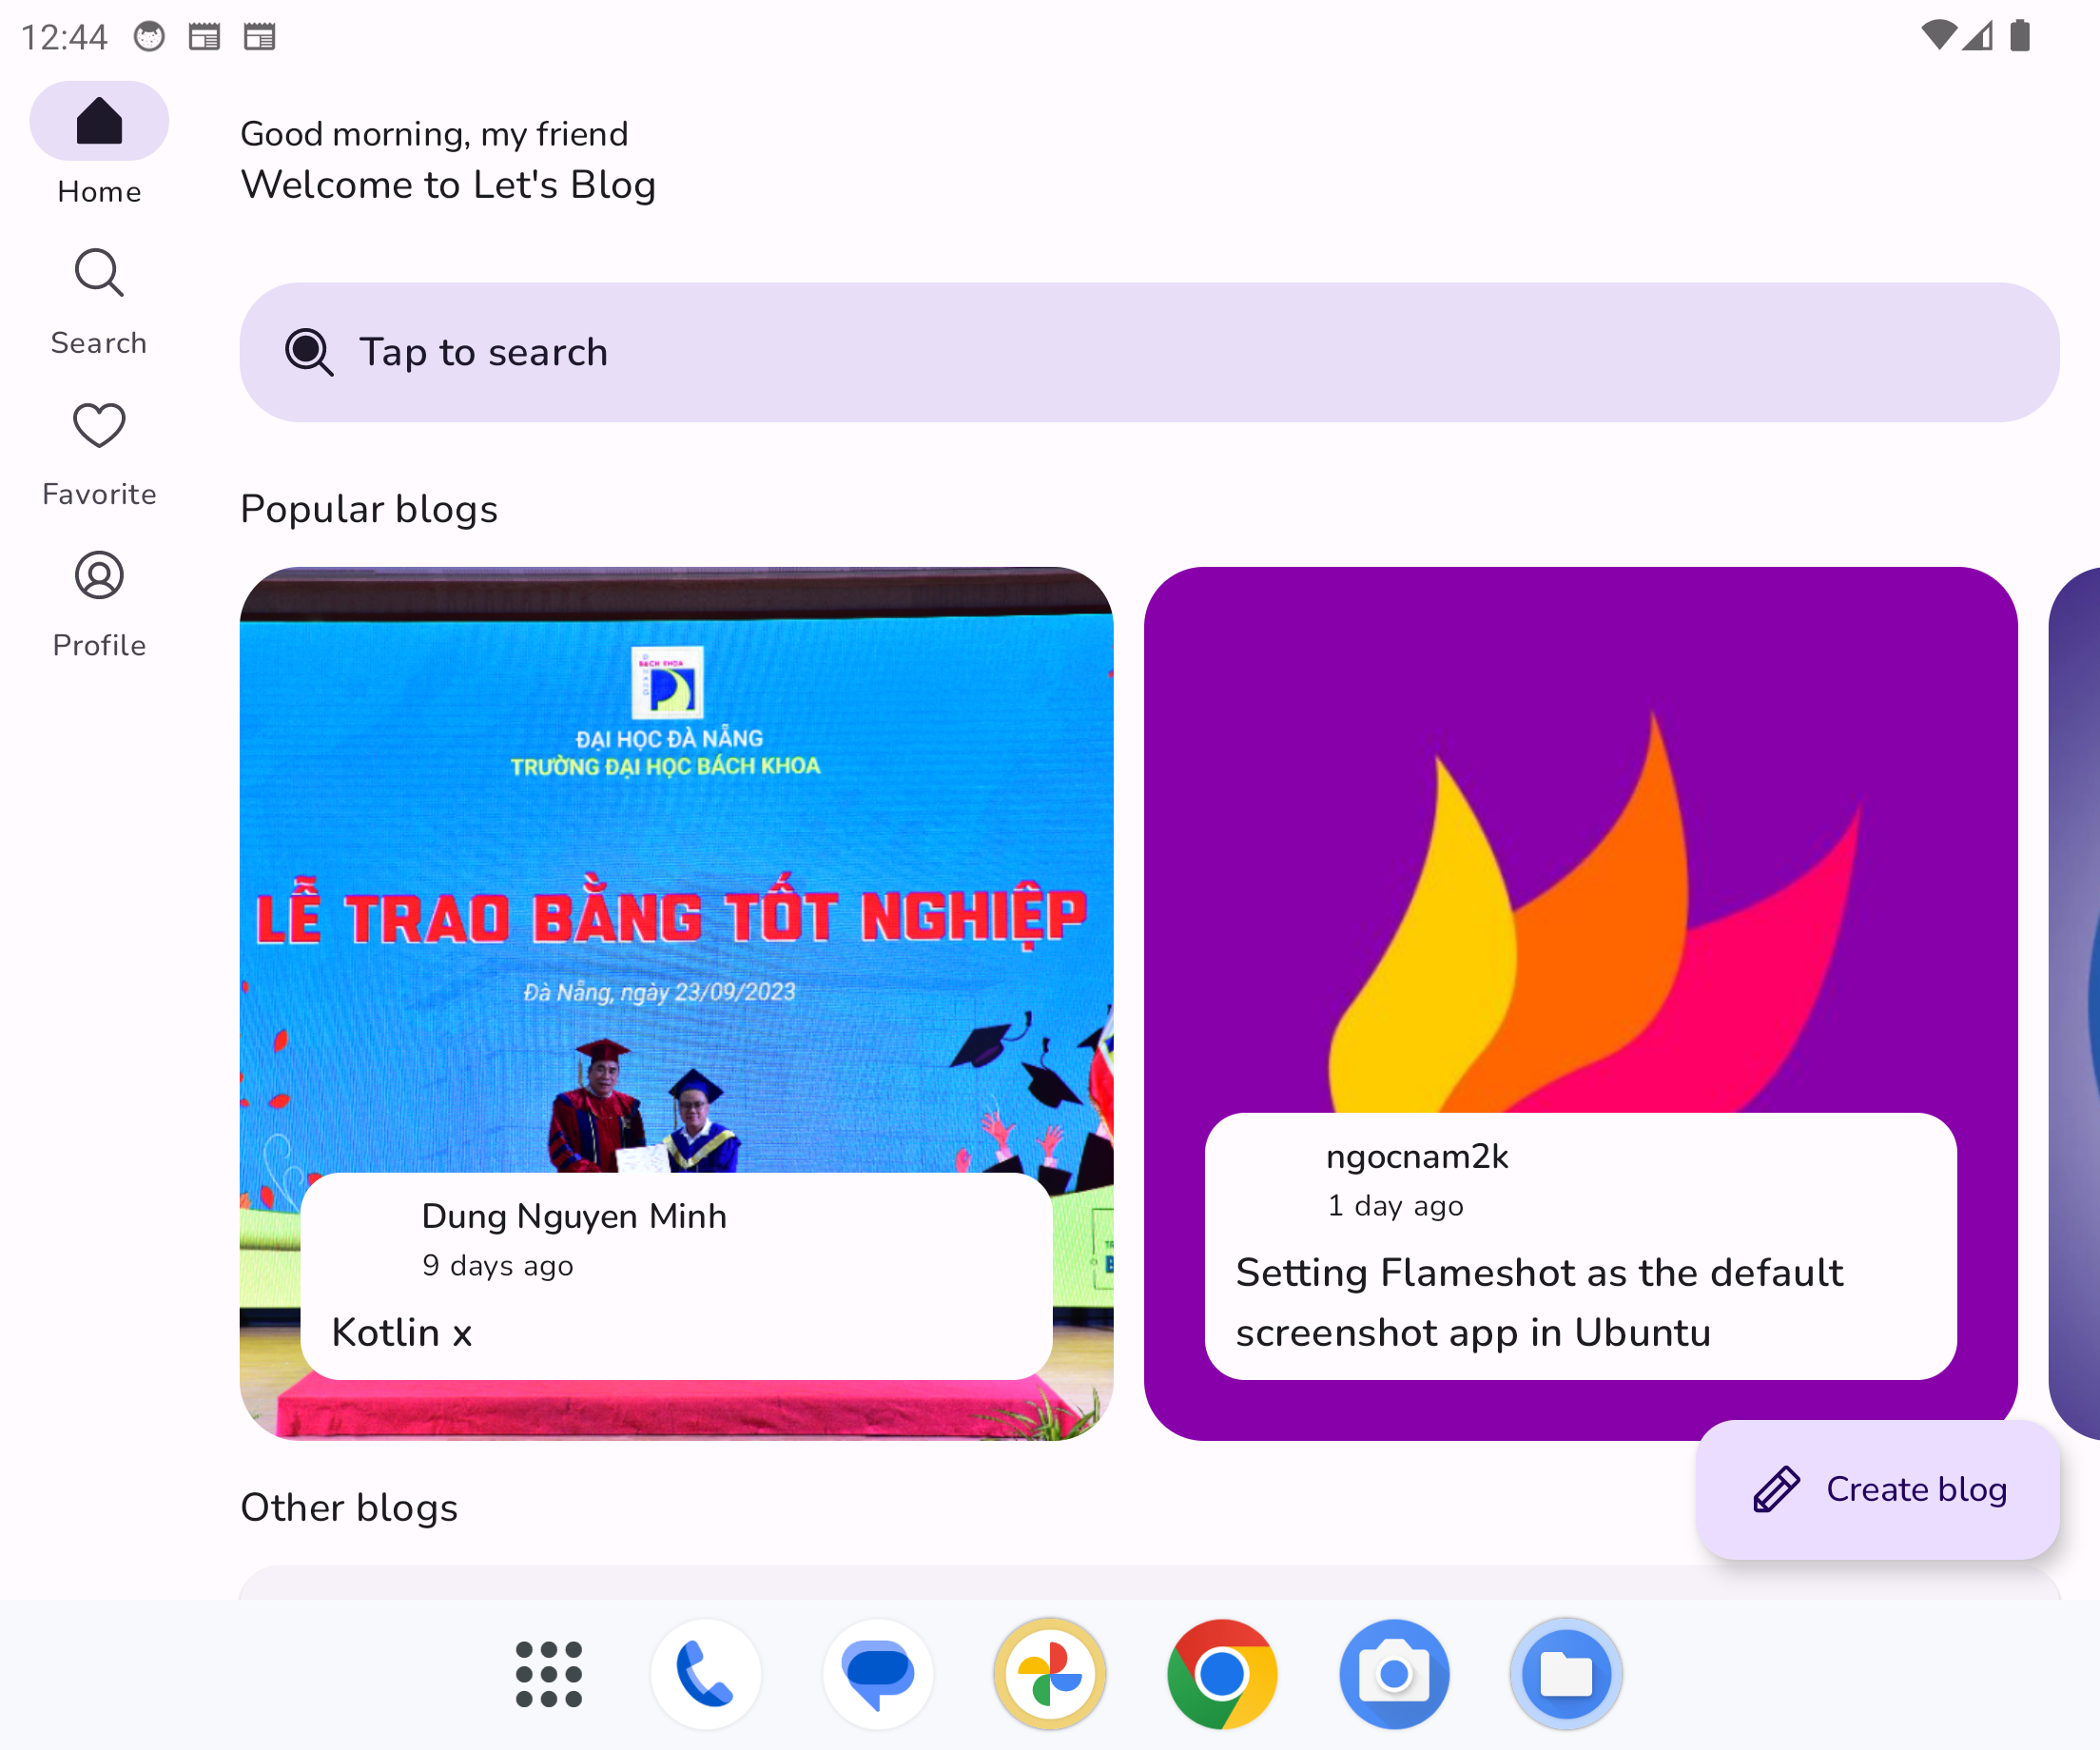 12:44
Home
Search
Favorite
Profile
Good morning, my friend
Welcome to Let's Blog
Tap to search
Popular blogs
BÁCH KHOA
ĐẠI HỌC ĐÀ NẴNG
TRƯỜNG ĐẠI HỌC BÁCH KHOA
LỄ TRAO BẰNG TỐT NGHIỆP
Đà Nẵng, ngày 23/09/2023
Dung Nguyen Minh
9 days ago
Kotlin x
ngocnam2k
1 day ago
Setting Flameshot as the default
screenshot app in Ubuntu
Create blog
Other blogs